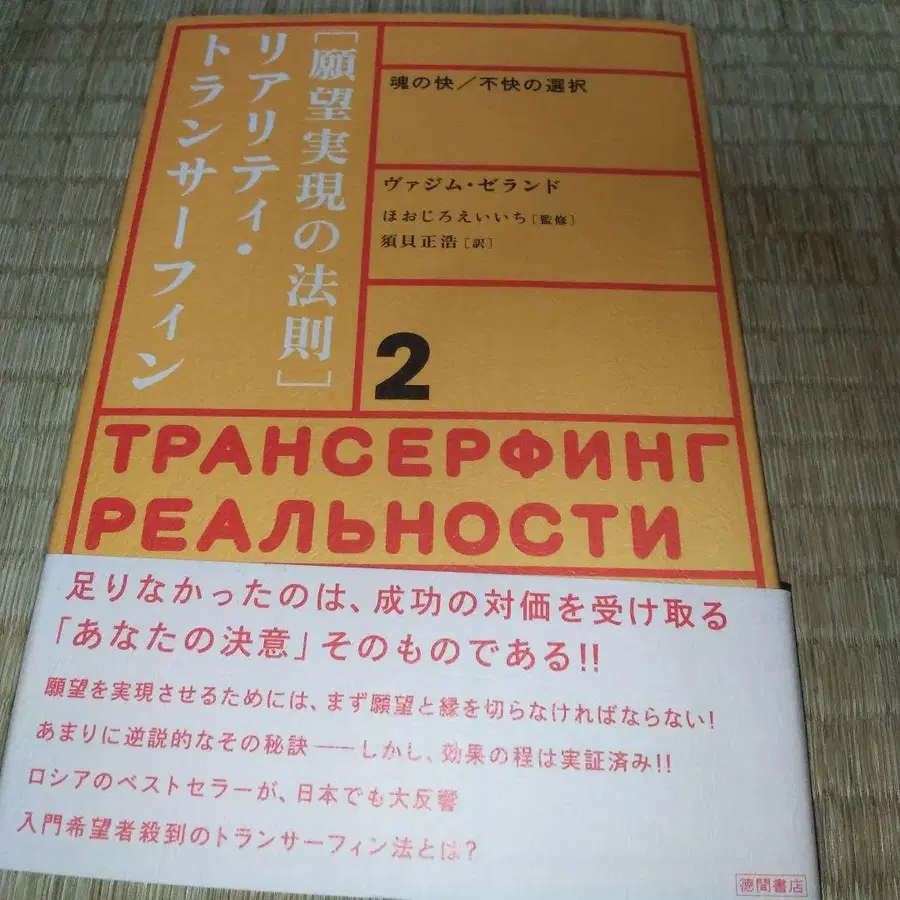 [願望実現の法則]
リアリティ・
トランサーフィン
魂の快/不快の選択
ヴァジム・ゼランド
ほおじろえいいち[監修]
須貝正浩[訳]
2
ТРАНСЕРФИНГ
РЕАЛЬНОСТИ
足りなかったのは、成功の対価を受け取る
「あなたの決意」そのものである!!
願望を実現させるためには、まず願望と縁を切らなければならない!
あまりに逆説的なその秘訣――しかし、効果の程は実証済み!!
ロシアのベストセラーが、日本でも大反響
入門希望者殺到のトランサーフィン法とは?
徳間書店